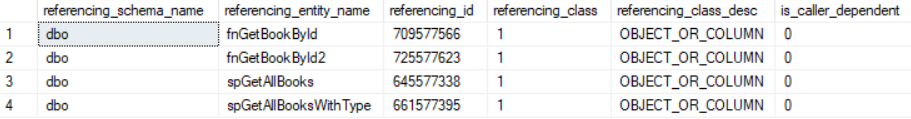 referencing_schema_name referencing_entity_name referencing_id referencing_class referencing_class_desc is_caller_dependent
1 dbo fnGetBookById 709577566 1 OBJECT_OR_COLUMN 0
2 dbo fnGetBookById2 725577623 1 OBJECT_OR_COLUMN 0
3 dbo spGetAllBooks 645577338 1 OBJECT_OR_COLUMN 0
4 dbo spGetAllBooksWithType 661577395 1 OBJECT_OR_COLUMN 0